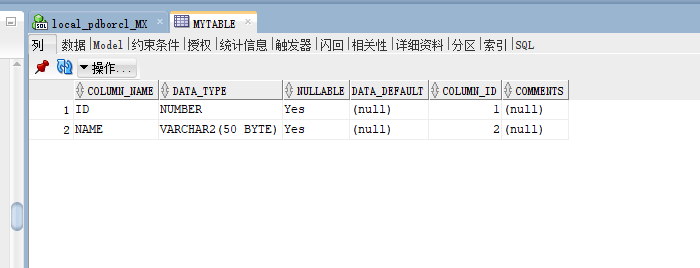 SQL local_pdborcl_MX × MYTABLE ×
列 数据 Model 约束条件 授权 统计信息 触发器 闪回 相关性 详细资料 分区 索引 SQL
操作...
COLUMN_NAME DATA_TYPE NULLABLE DATA_DEFAULT COLUMN_ID COMMENTS
1 ID NUMBER Yes (null) 1 (null)
2 NAME VARCHAR2(50 BYTE) Yes (null) 2 (null)